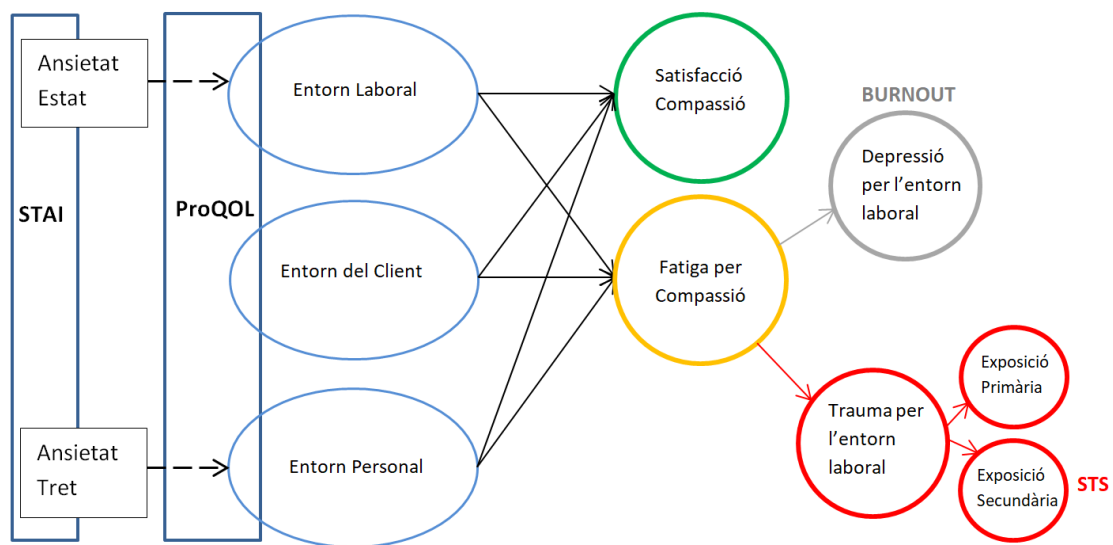 Ansietat
Estat
STAI
Ansietat
Tret
ProQOL
Entorn Laboral
Entorn del Client
Entorn Personal
Satisfacció
Compassió
Fatiga per
Compassió
BURNOUT
Depressió
per l'entorn
laboral
Trauma per
l'entorn
laboral
Exposició
Primària
Exposició
Secundària
STS